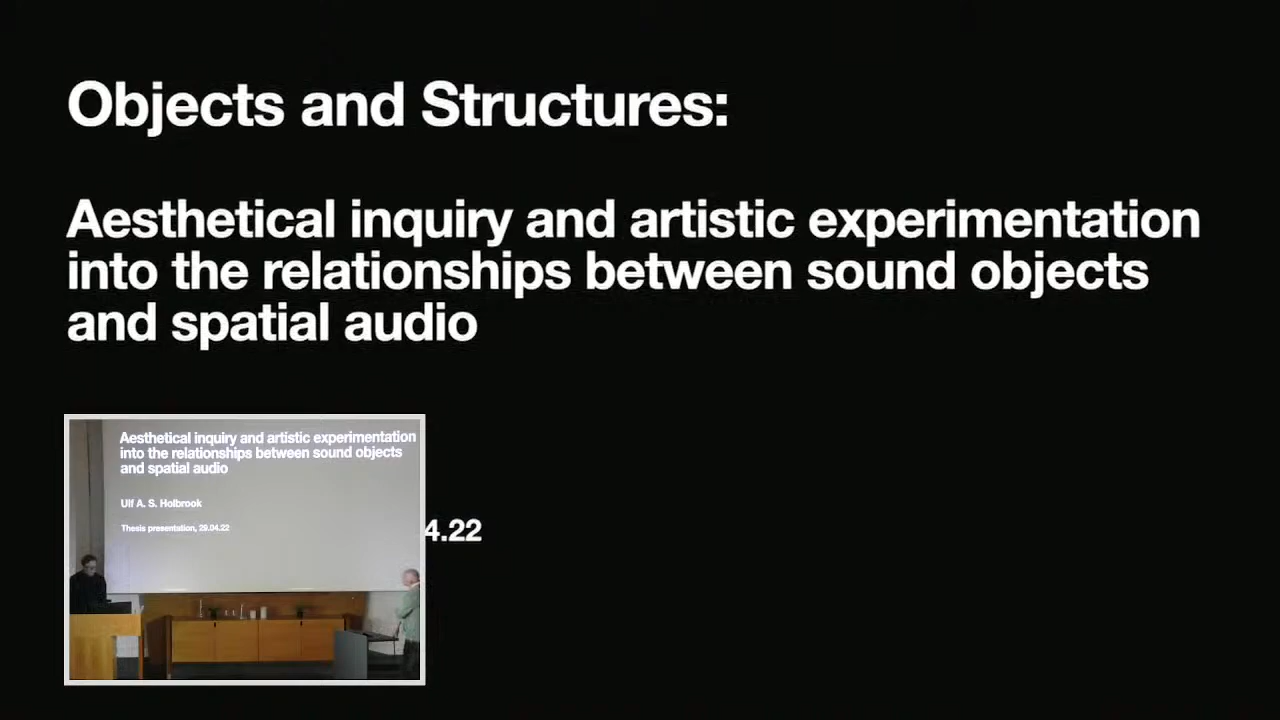 Objects and Structures:
Aesthetical inquiry and artistic experimentation
into the relationships between sound objects
and spatial audio
4.22
Aesthetical inquiry and artistic experimentation
into the relationships between sound objects
and spatial audio
Ulf A. S. Holbrook
Thesis presentation, 29.04.22